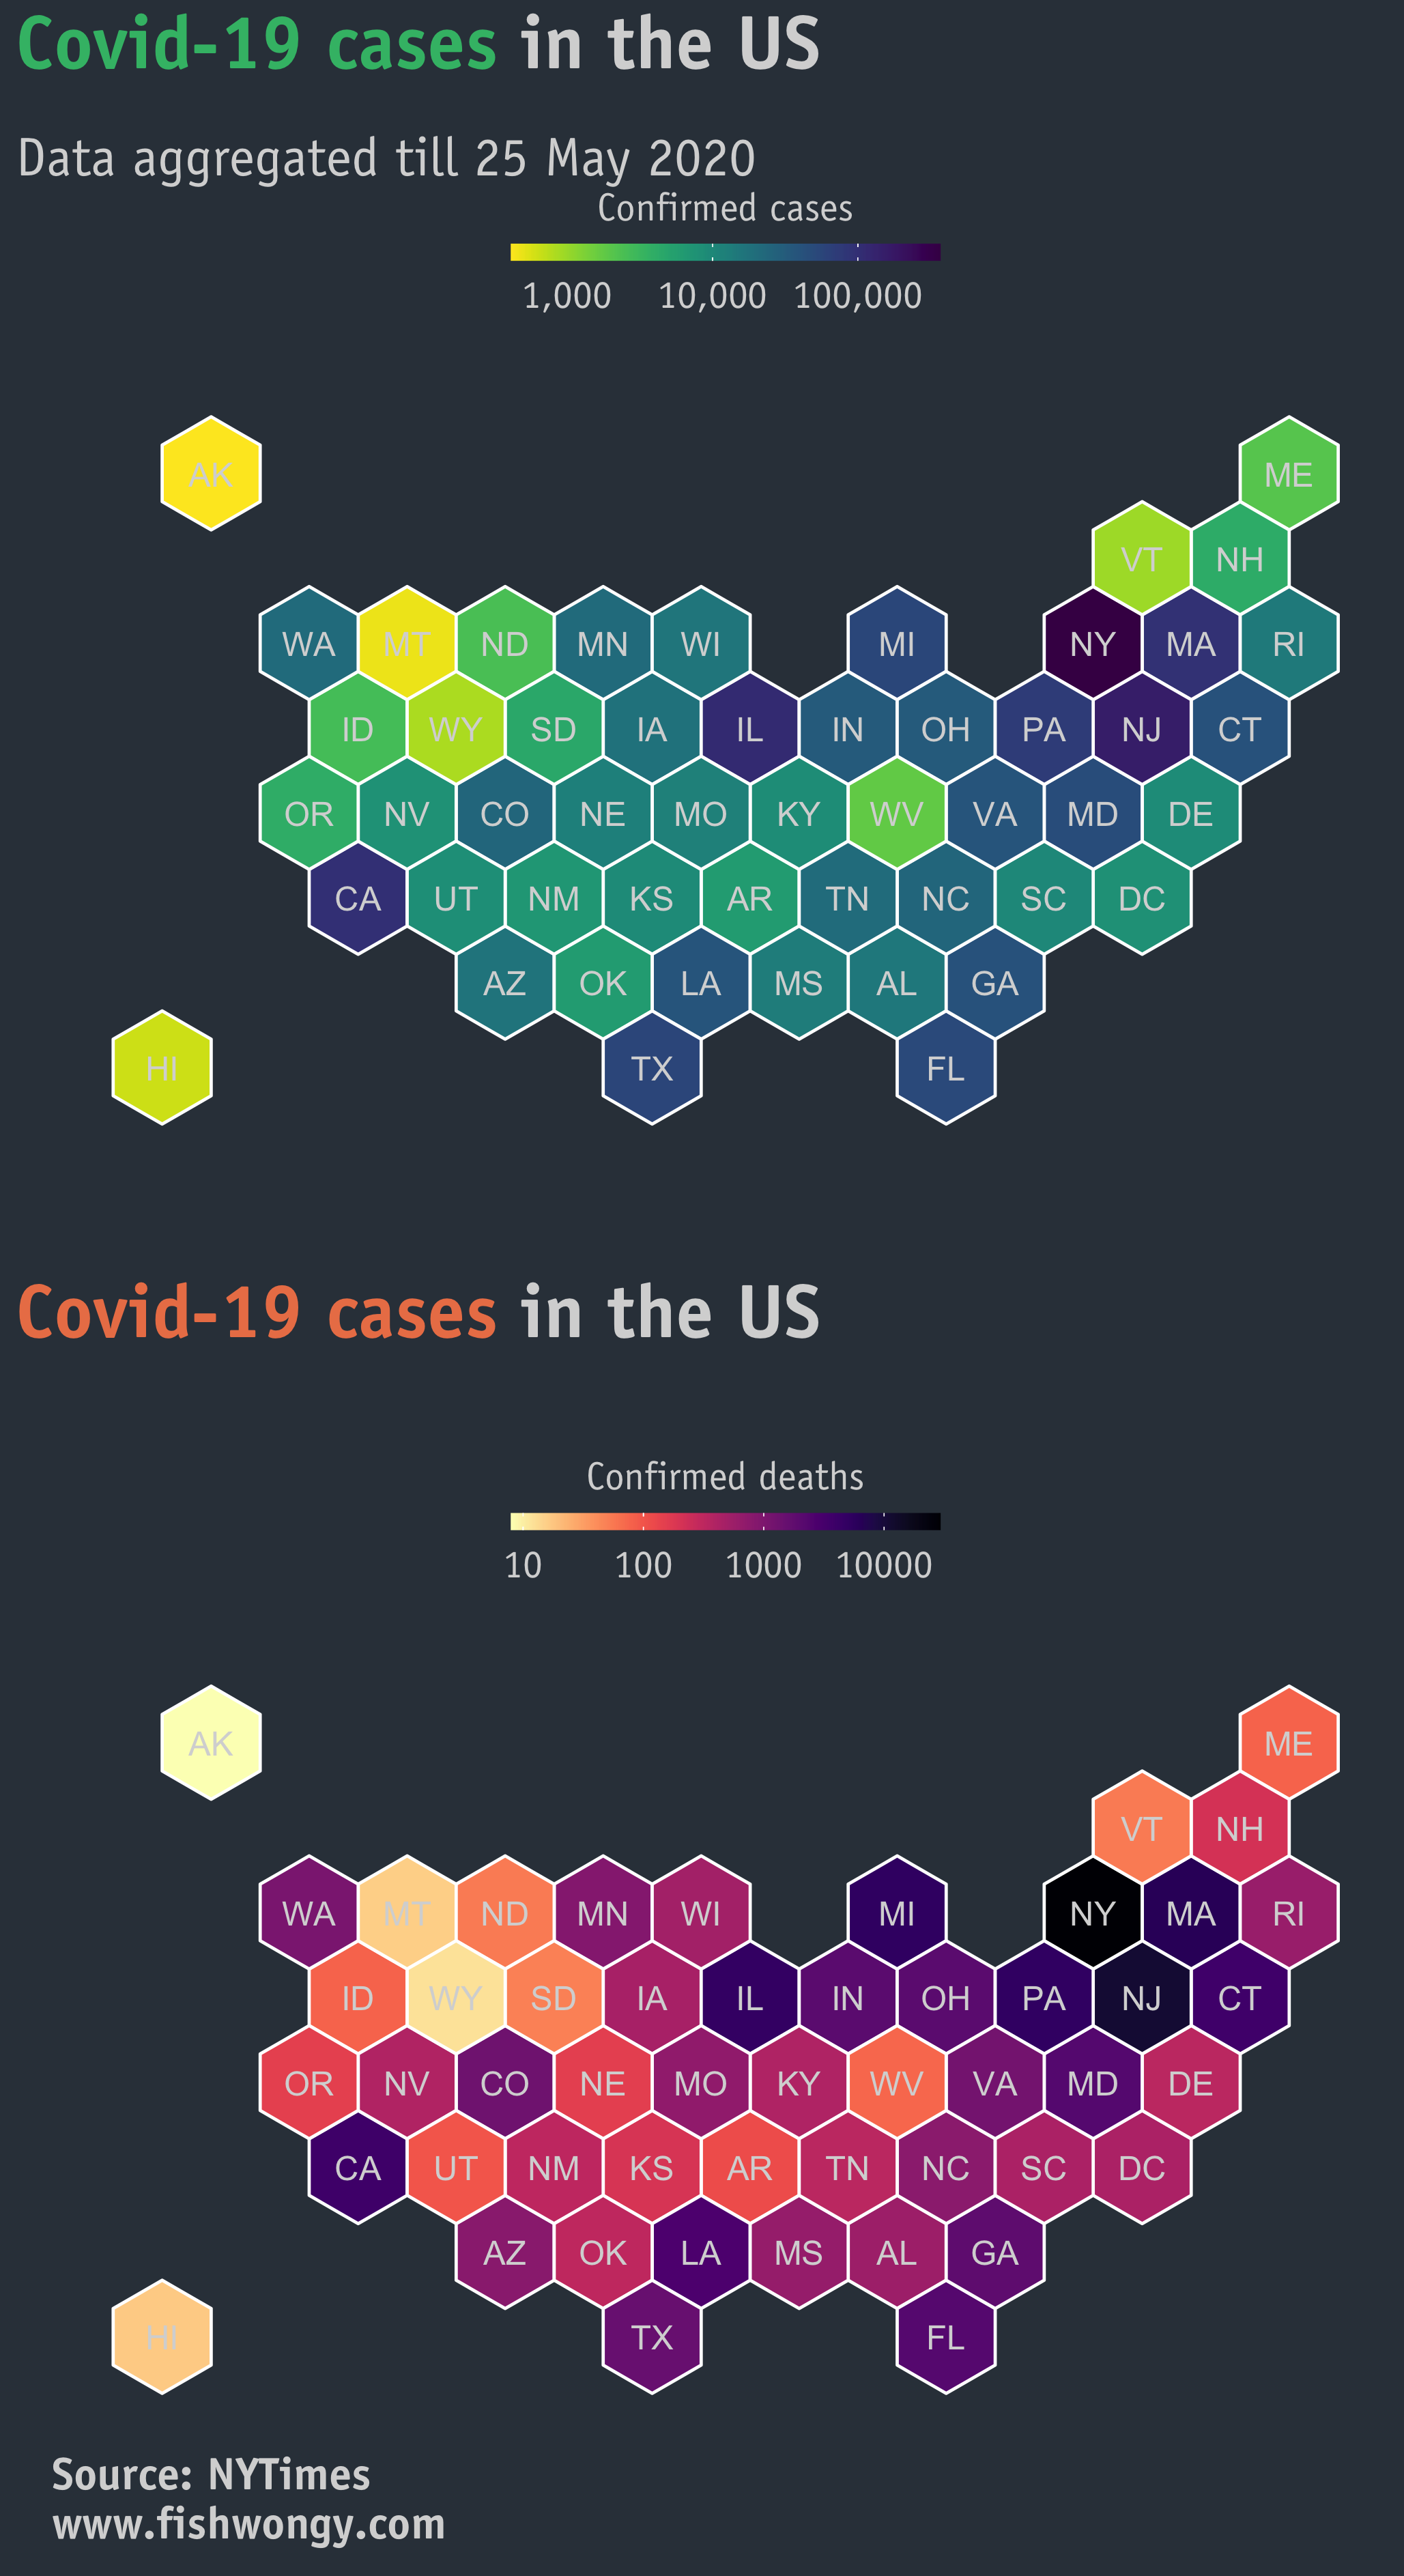 Covid-19 cases in the US
Data aggregated till 25 May 2020
Confirmed cases
1,000 10,000 100,000
AK ME
VT NH
WA MT ND MN WI MI NY MA RI
ID WY SD IA IL IN OH PA NJ CT
OR NV CO NE MO KY WV VA MD DE
CA UT NM KS AR TN NC SC DC
AZ OK LA MS AL GA
HI TX FL
Covid-19 cases in the US
Confirmed deaths
10 100 1000 10000
AK ME
VT NH
WA MT ND MN WI MI NY MA RI
ID WY SD IA IL IN OH PA NJ CT
OR NV CO NE MO KY WV VA MD DE
CA UT NM KS AR TN NC SC DC
AZ OK LA MS AL GA
HI TX FL
Source: NYTimes
www.fishwongy.com